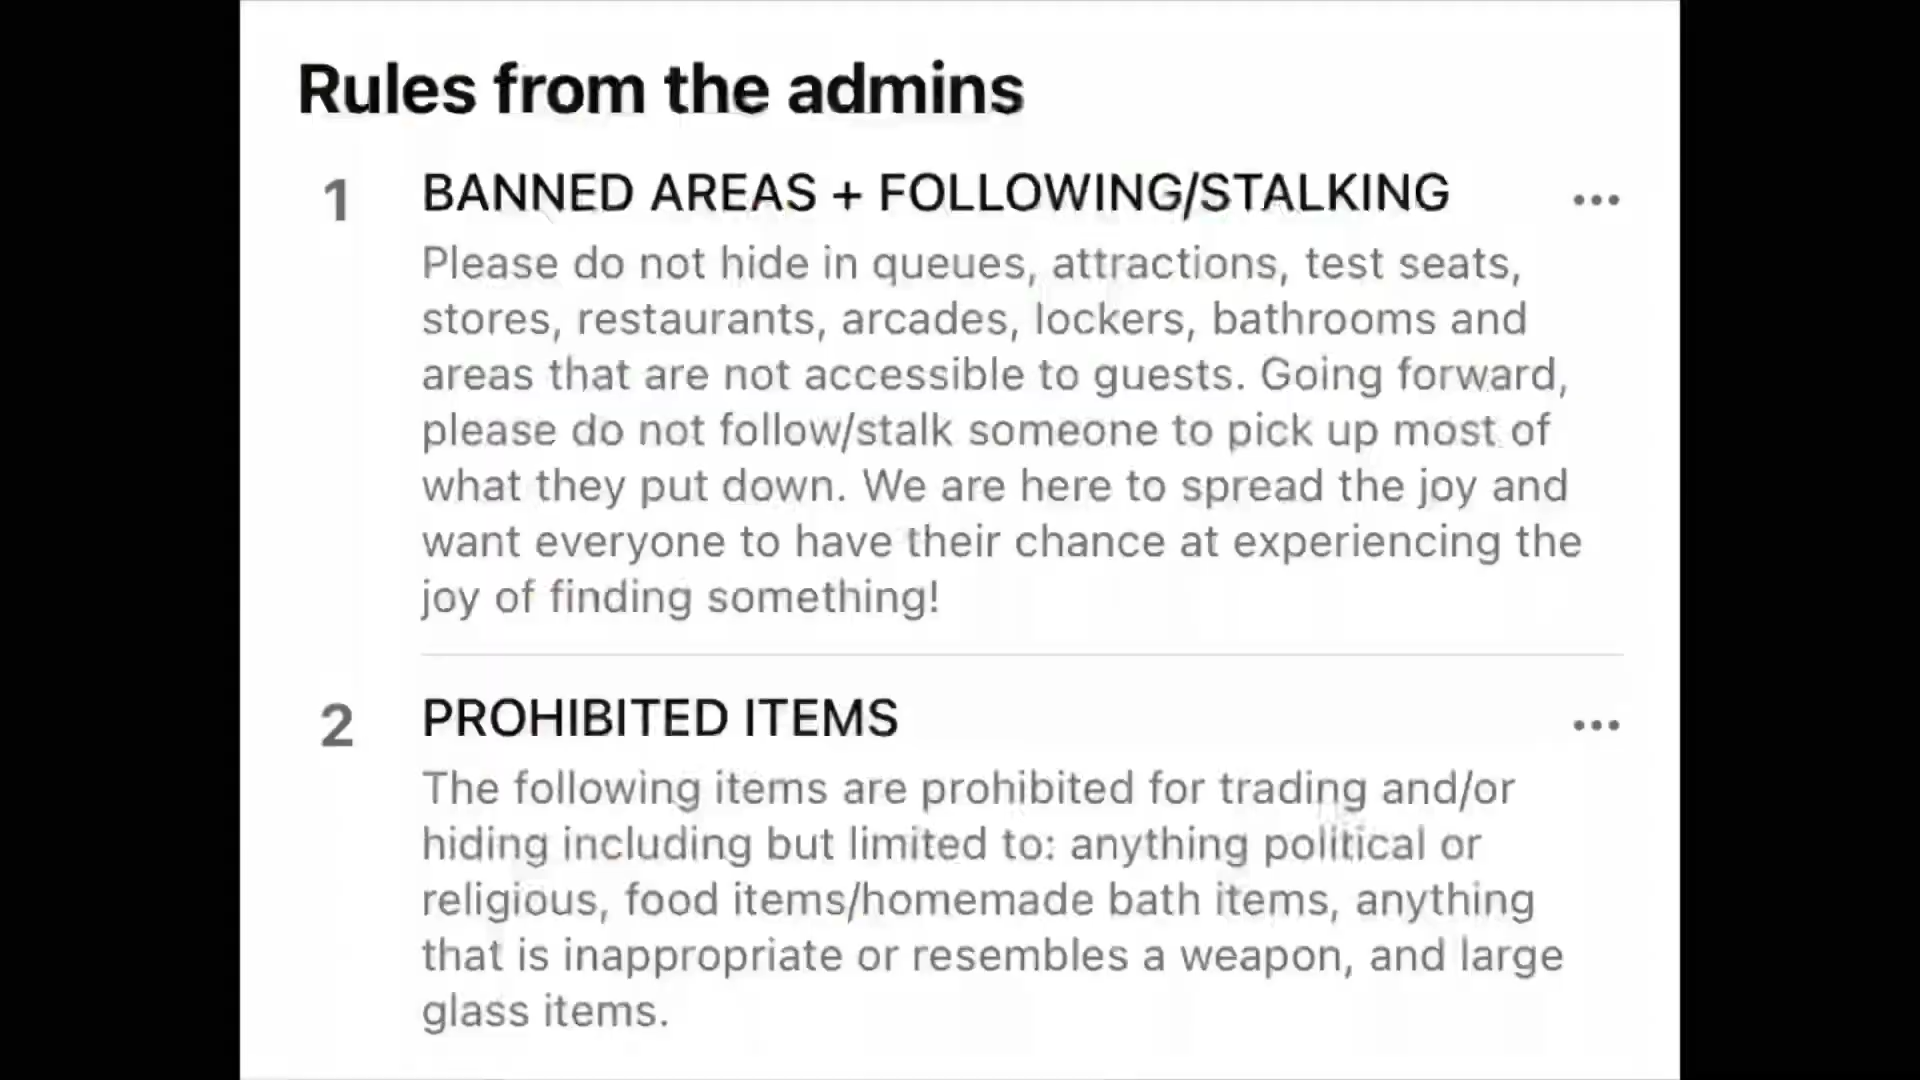 Rules from the admins
1 BANNED AREAS + FOLLOWING/STALKING
Please do not hide in queues, attractions, test seats,
stores, restaurants, arcades, lockers, bathrooms and
areas that are not accessible to guests. Going forward,
please do not follow/stalk someone to pick up most of
what they put down. We are here to spread the joy and
want everyone to have their chance at experiencing the
joy of finding something!
2 PROHIBITED ITEMS
The following items are prohibited for trading and/or
hiding including but limited to: anything political or
religious, food items/homemade bath items, anything
that is inappropriate or resembles a weapon, and large
glass items.